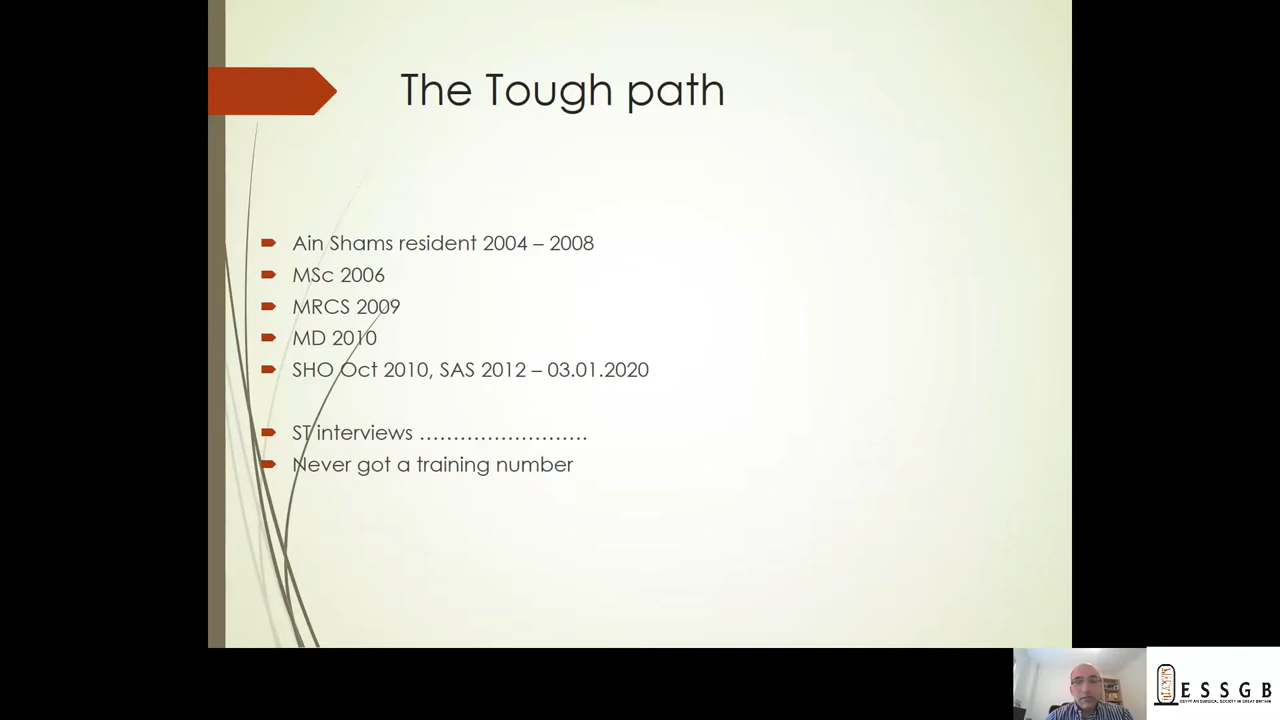 The Tough path
Ain Shams resident 2004 – 2008
MSc 2006
MRCS 2009
MD 2010
SHO Oct 2010, SAS 2012 – 03.01.2020
ST interviews …………………….
Never got a training number
ESSGB
EGYPTIAN SURGICAL SOCIETY IN GREAT BRITAIN